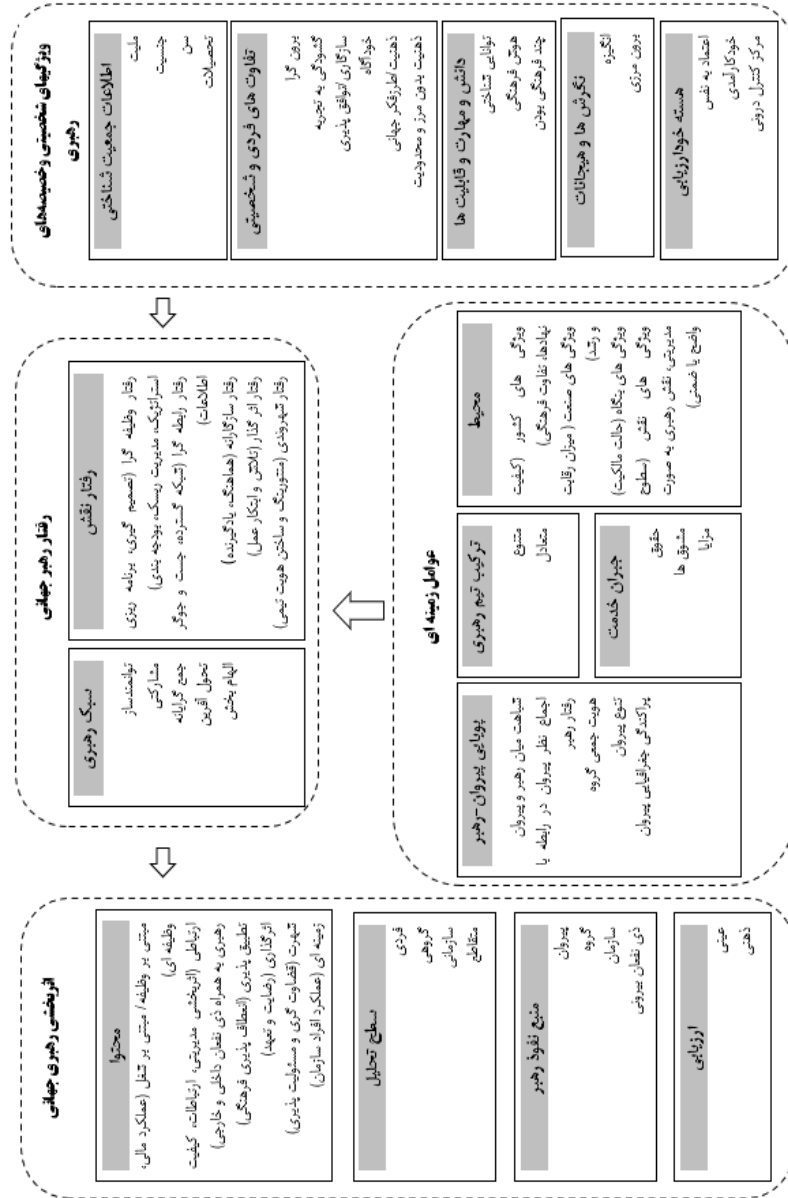 ویژگیهای شخصیتی و خصیصه‌های
رهبری
اطلاعات جمعیت شناختی
ملیت
جنسیت
سن
تحصیلات
تفاوت های فردی و شخصیتی
برون گرا
گشودگی به تجربه
سازگاری/توافق پذیری
خودآگاه
ذهنیت/طرزفکر جهانی
ذهنیت بدون مرز و محدودیت
دانش و مهارت و قابلیت ها
توانایی شناختی
هوش فرهنگی
چند فرهنگی بودن
نگرش ها و هیجانات
انگیزه
برون مرزی
هسته خودارزیابی
اعتماد به نفس
خودکارآمدی
مرکز کنترل درونی
رفتار رهبر جهانی
رفتار نقش
رفتار وظیفه گرا (تصمیم گیری، برنامه ریزی
استراتژیک، مدیریت ریسک، بودجه بندی)
رفتار رابطه گرا (شبکه گسترده، جست و جوگر
اطلاعات)
رفتار سازگارانه (هماهنگ، یادگیرنده)
رفتار اثر گذار (تلاش و ابتکار عمل)
رفتار شهروندی (منتورینگ و ساختن هویت تیمی)
سبک رهبری
توانمندساز
مشارکتی
جمع گرایانه
تحول آفرین
الهام بخش
عوامل زمینه ای
محیط
ویژگی های کشور (کیفیت
نهادها، تفاوت فرهنگی)
ویژگی های صنعت ( میزان رقابت
و رشد)
ویژگی های بنگاه (حالت مالکیت)
ویژگی های نقش (سطوح
مدیریتی، نقش رهبری به صورت
واضح یا ضمنی)
ترکیب تیم رهبری
متنوع
متعادل
جبران خدمت
حقوق
مشوق ها
مزایا
پویایی پیروان-رهبر
شباهت میان رهبر و پیروان
اجماع نظر پیروان در رابطه با
رفتار رهبر
هویت جمعی گروه
تنوع پیروان
پراکندگی جغرافیایی پیروان
اثربخشی رهبری جهانی
محتوا
مبتنی بر وظیفه/ مبتنی بر شغل (عملکرد مالی،
وظیفه ای)
ارتباطی (اثربخشی مدیریتی، ارتباطات، کیفیت
رهبری به همراه ذی نفعان داخلی و خارجی)
تطبیق پذیری (انعطاف پذیری فرهنگی)
اثرگذاری (رضایت و تعهد)
شهرت (قضاوت گری و مسئولیت پذیری)
زمینه ای (عملکرد افراد سازمان)
سطح تحلیل
فردی
گروهی
سازمانی
متقاطع
منبع نفوذ رهبر
پیروان
گروه
سازمان
ذی نفعان بیرونی
ارزیابی
عینی
ذهنی